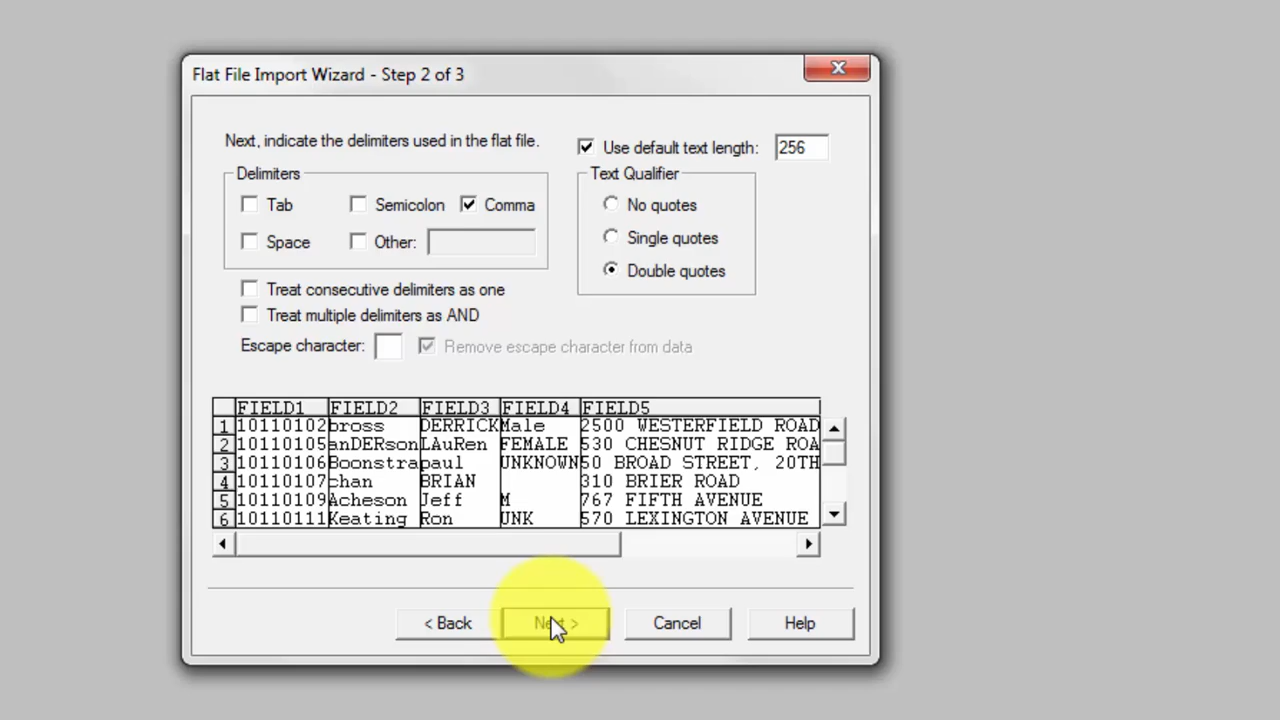 Flat File Import Wizard - Step 2 of 3
Next, indicate the delimiters used in the flat file.
Use default text length: 256
Delimiters
Text Qualifier
Tab Semicolon Comma
No quotes
Space Other:
Single quotes
Double quotes
Treat consecutive delimiters as one
Treat multiple delimiters as AND
Escape character: Remove escape character from data
FIELD1 FIELD2 FIELD3 FIELD4 FIELD5
1 10110102 bross DERRICK Male 2500 WESTERFIELD ROAD
2 10110105 anDERson LAuRen FEMALE 530 CHESNUT RIDGE ROA
3 10110106 Boonstra paul UNKNOWN 50 BROAD STREET, 20TH
4 10110107 chan BRIAN 310 BRIER ROAD
5 10110109 Acheson Jeff M 767 FIFTH AVENUE
6 10110111 Keating Ron UNK 570 LEXINGTON AVENUE
< Back Next > Cancel Help